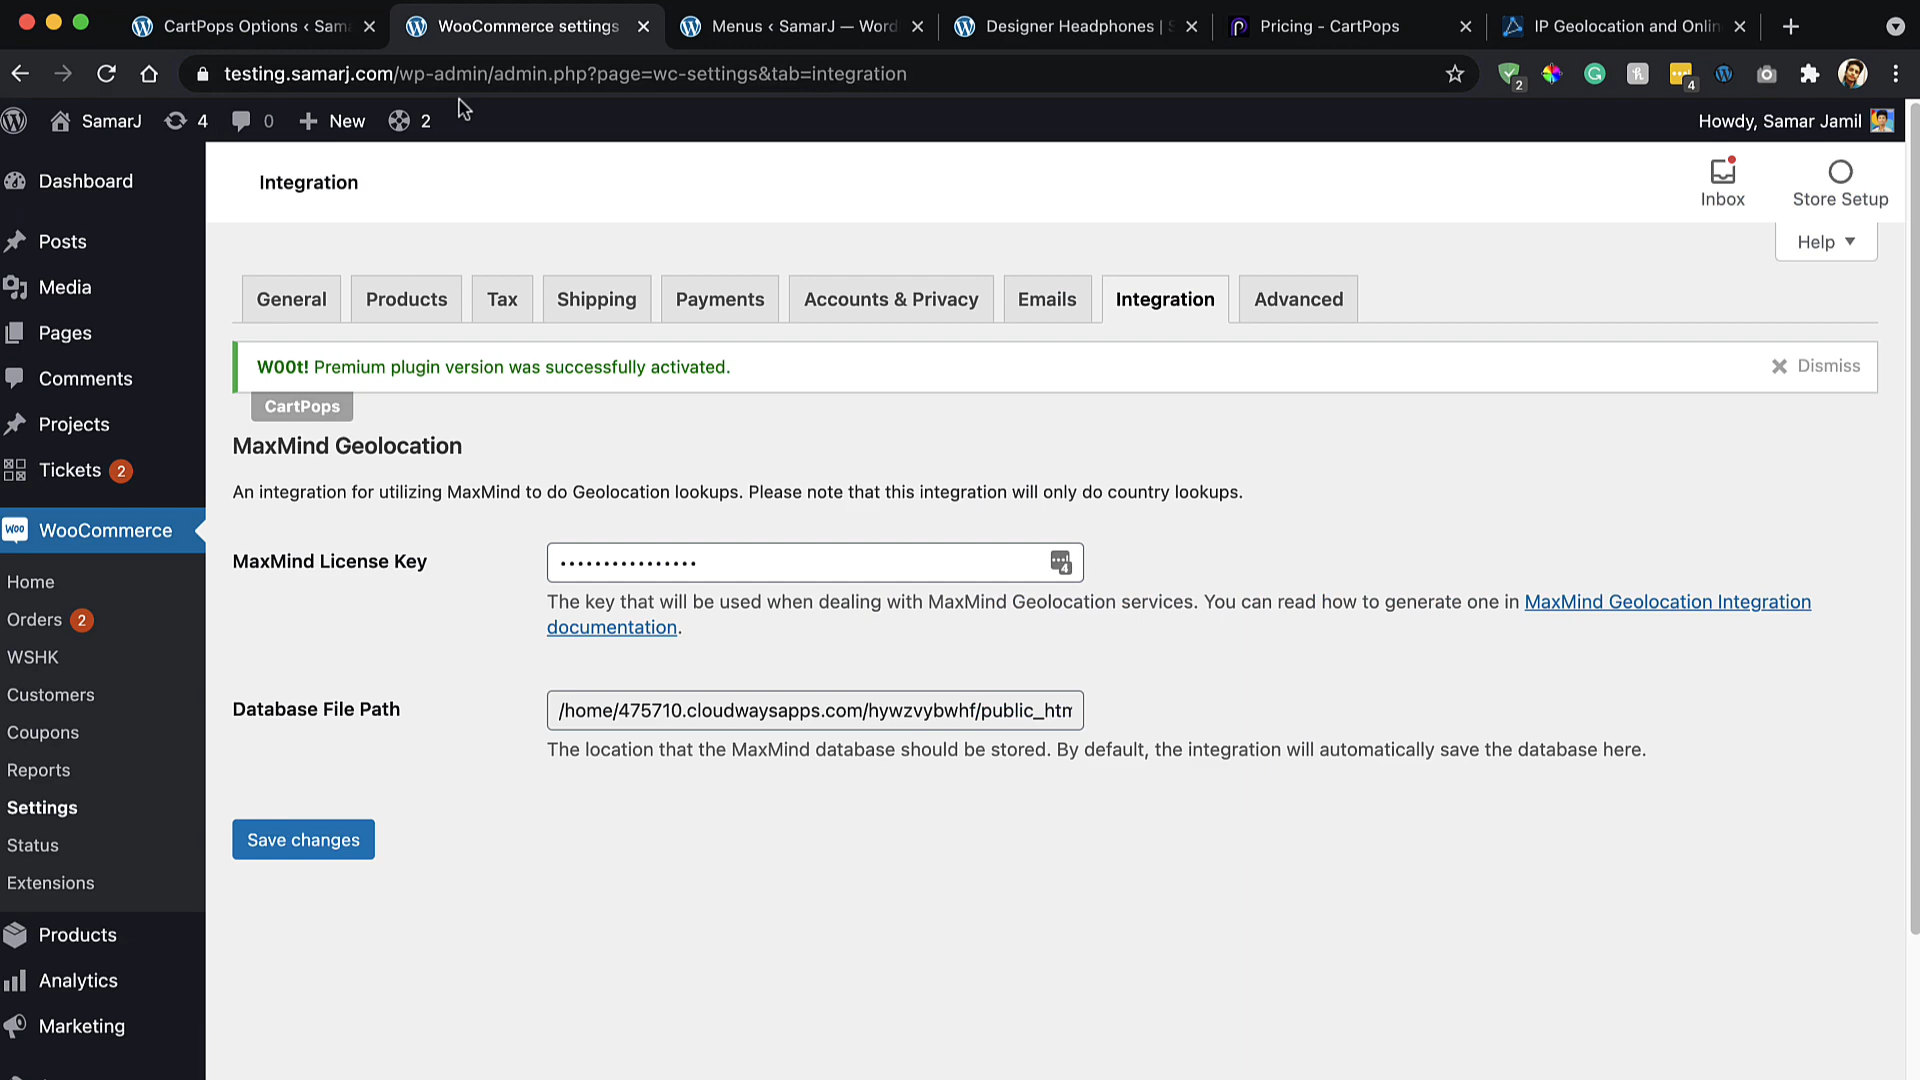 CartPops Options ‹ Sam
WooCommerce settings
Menus ‹ SamarJ — Word
Designer Headphones |
Pricing - CartPops
IP Geolocation and Onlin
testing.samarj.com/wp-admin/admin.php?page=wc-settings&tab=integration
2
4
SamarJ
4
0
New
2
Howdy, Samar Jamil
Dashboard
Posts
Media
Pages
Comments
Projects
Tickets 2
WooCommerce
Home
Orders 2
WSHK
Customers
Coupons
Reports
Settings
Status
Extensions
Products
Analytics
Marketing
Integration
Inbox
Store Setup
Help
General
Products
Tax
Shipping
Payments
Accounts & Privacy
Emails
Integration
Advanced
W00t! Premium plugin version was successfully activated.
Dismiss
CartPops
MaxMind Geolocation
An integration for utilizing MaxMind to do Geolocation lookups. Please note that this integration will only do country lookups.
MaxMind License Key
••••••••••••••••
4
The key that will be used when dealing with MaxMind Geolocation services. You can read how to generate one in MaxMind Geolocation Integration
documentation.
Database File Path
/home/475710.cloudwaysapps.com/hywzvybwhf/public_htm
The location that the MaxMind database should be stored. By default, the integration will automatically save the database here.
Save changes